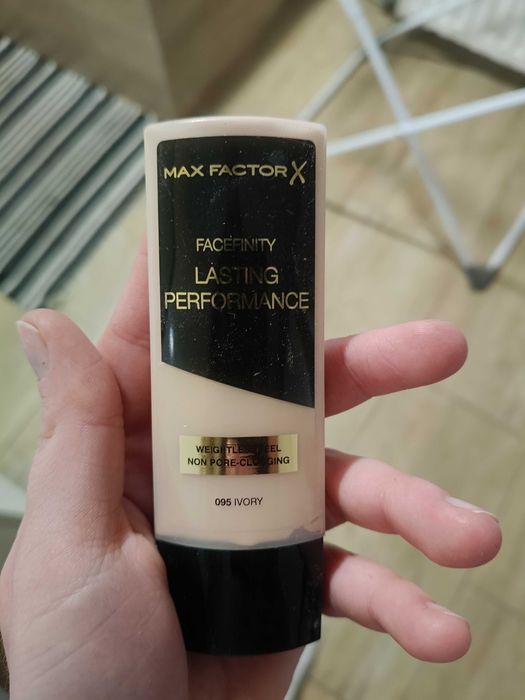 MAX FACTOR X
FACEFINITY
LASTING
PERFORMANCE
WEIGHTLESS FEEL
NON PORE-CLOGGING
095 IVORY